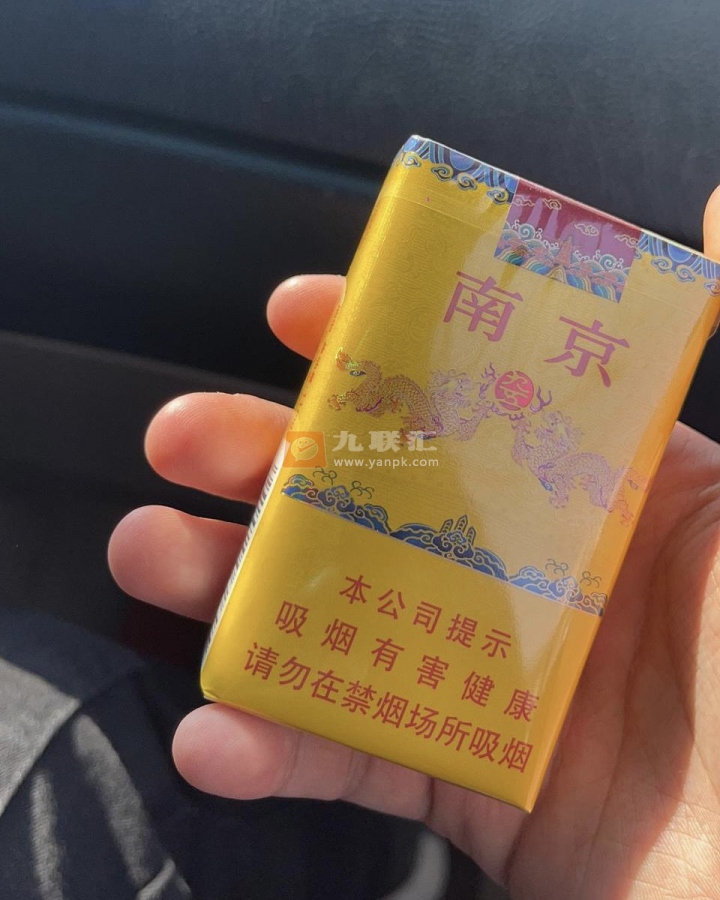 南京
九联汇
www.yanpk.com
本公司提示
吸烟有害健康
请勿在禁烟场所吸烟